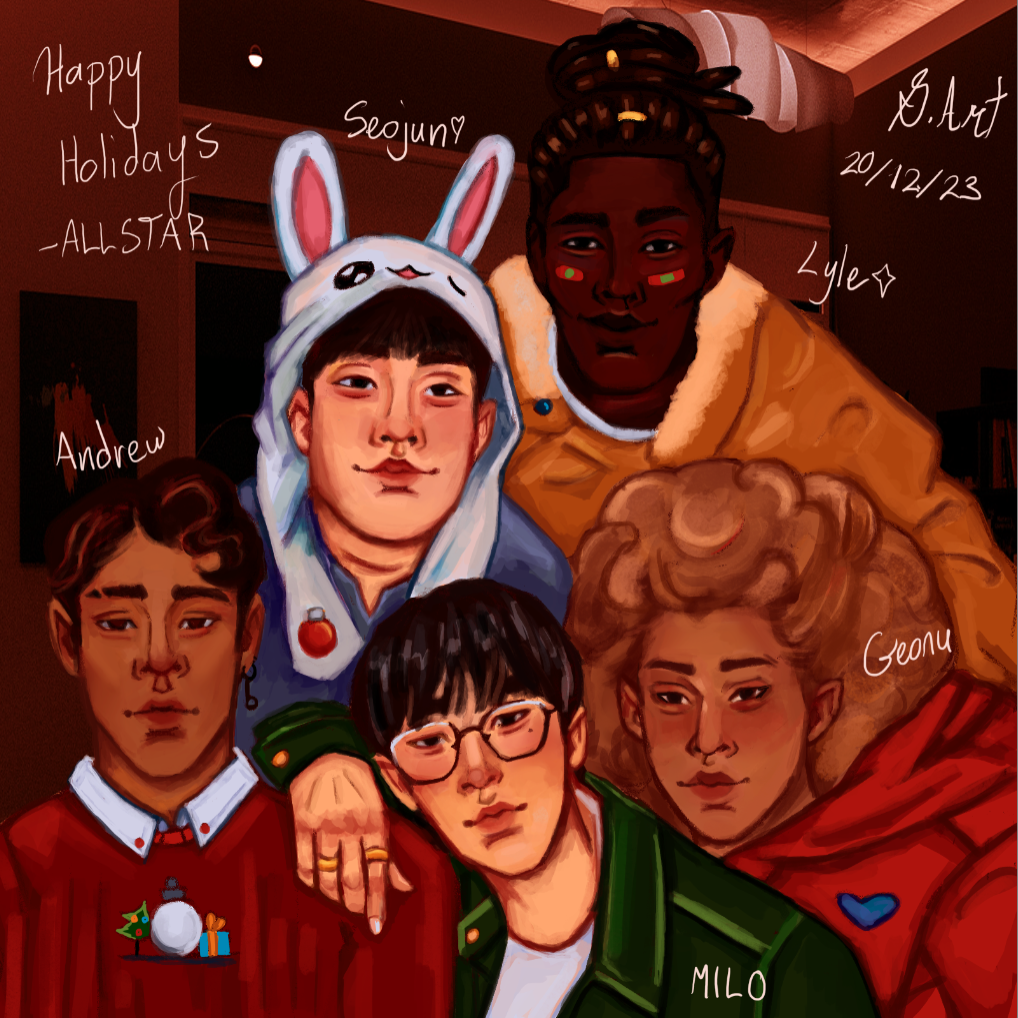 Happy
Holidays
-ALLSTAR
Seojun♡
G.Art
20/12/23
Lyle✧
Andrew
Geonu
MILO